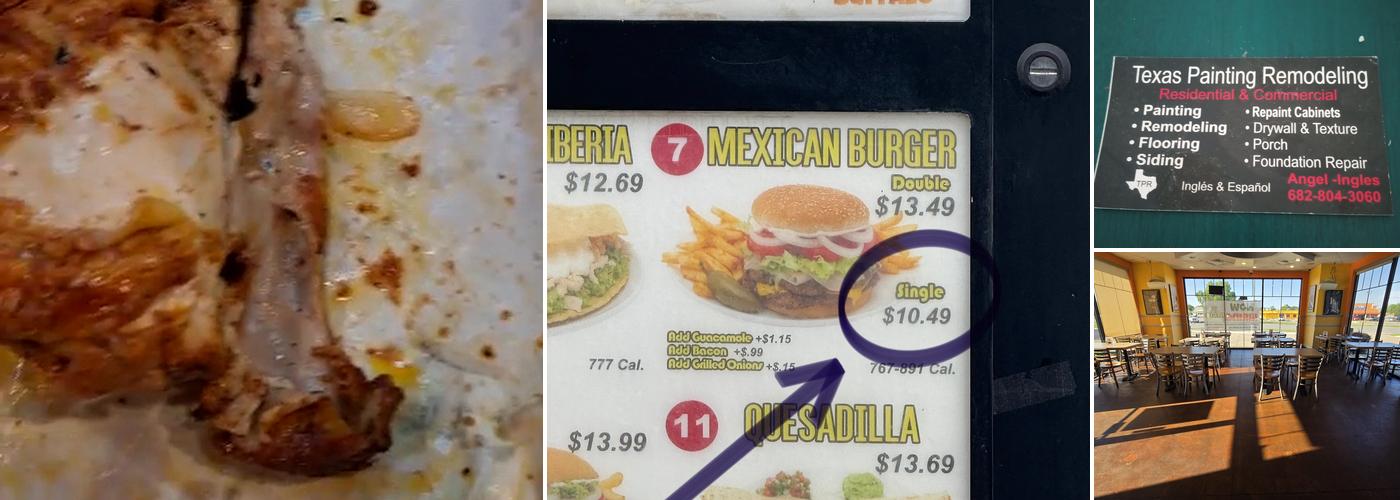 IBERIA
$12.69
7 MEXICAN BURGER
Double
$13.49
Single
$10.49
Add Guacamole +$1.15
Add Bacon +$.99
Add Grilled Onions +$.15
777 Cal.
767-891 Cal.
$13.99
11 QUESADILLA
$13.69
Texas Painting Remodeling
Residential & Commercial
• Painting
• Remodeling
• Flooring
• Siding
• Repaint Cabinets
• Drywall & Texture
• Porch
• Foundation Repair
TPR
Inglés & Español
Angel -Ingles
682-804-3060